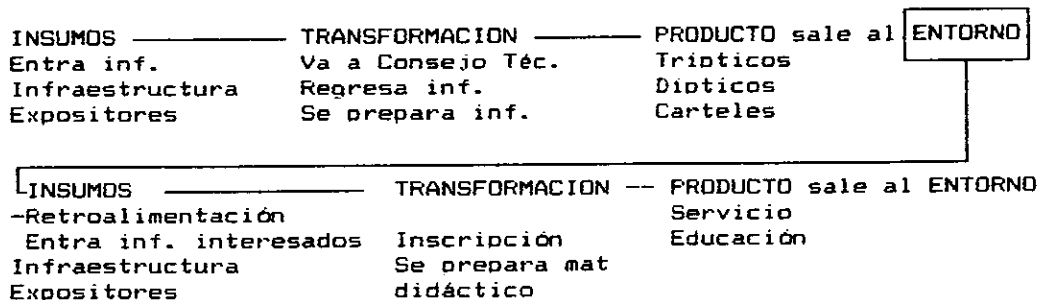 INSUMOS TRANSFORMACION PRODUCTO sale al ENTORNO
Entra inf. Va a Consejo Téc. Trípticos
Infraestructura Regresa inf. Dípticos
Expositores Se prepara inf. Carteles
INSUMOS TRANSFORMACION -- PRODUCTO sale al ENTORNO
-Retroalimentación Servicio
Entra inf. interesados Inscripción Educación
Infraestructura Se prepara mat
Expositores didáctico